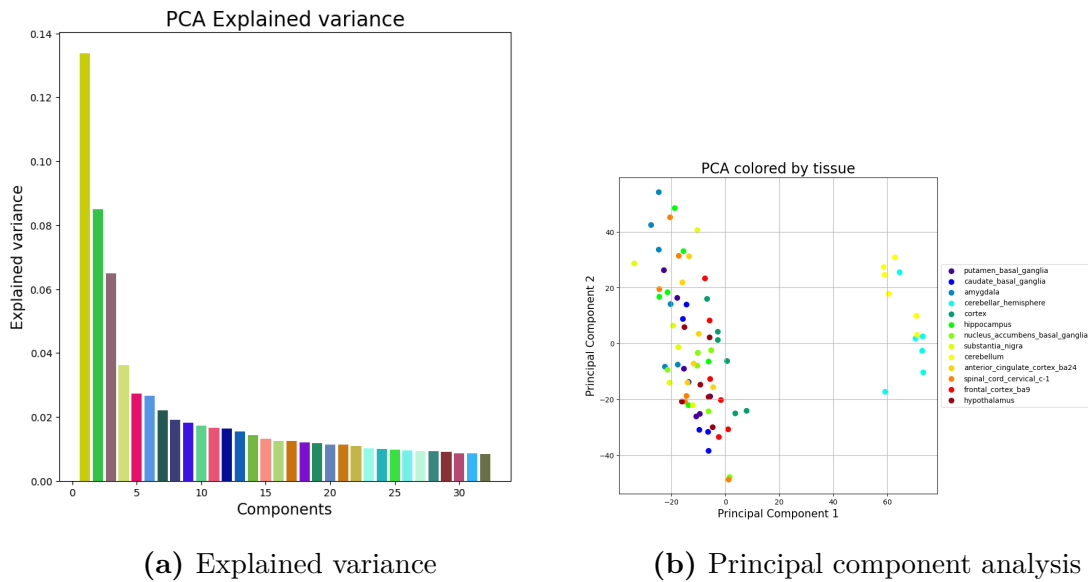 PCA Explained variance
0.14
0.12
0.10
0.08
0.06
0.04
0.02
0.00
Explained variance
0 5 10 15 20 25 30
Components
(a) Explained variance
PCA colored by tissue
40
20
0
−20
−40
Principal Component 2
−20 0 20 40 60
Principal Component 1
putamen_basal_ganglia
caudate_basal_ganglia
amygdala
cerebellar_hemisphere
cortex
hippocampus
nucleus_accumbens_basal_ganglia
substantia_nigra
cerebellum
anterior_cingulate_cortex_ba24
spinal_cord_cervical_c-1
frontal_cortex_ba9
hypothalamus
(b) Principal component analysis